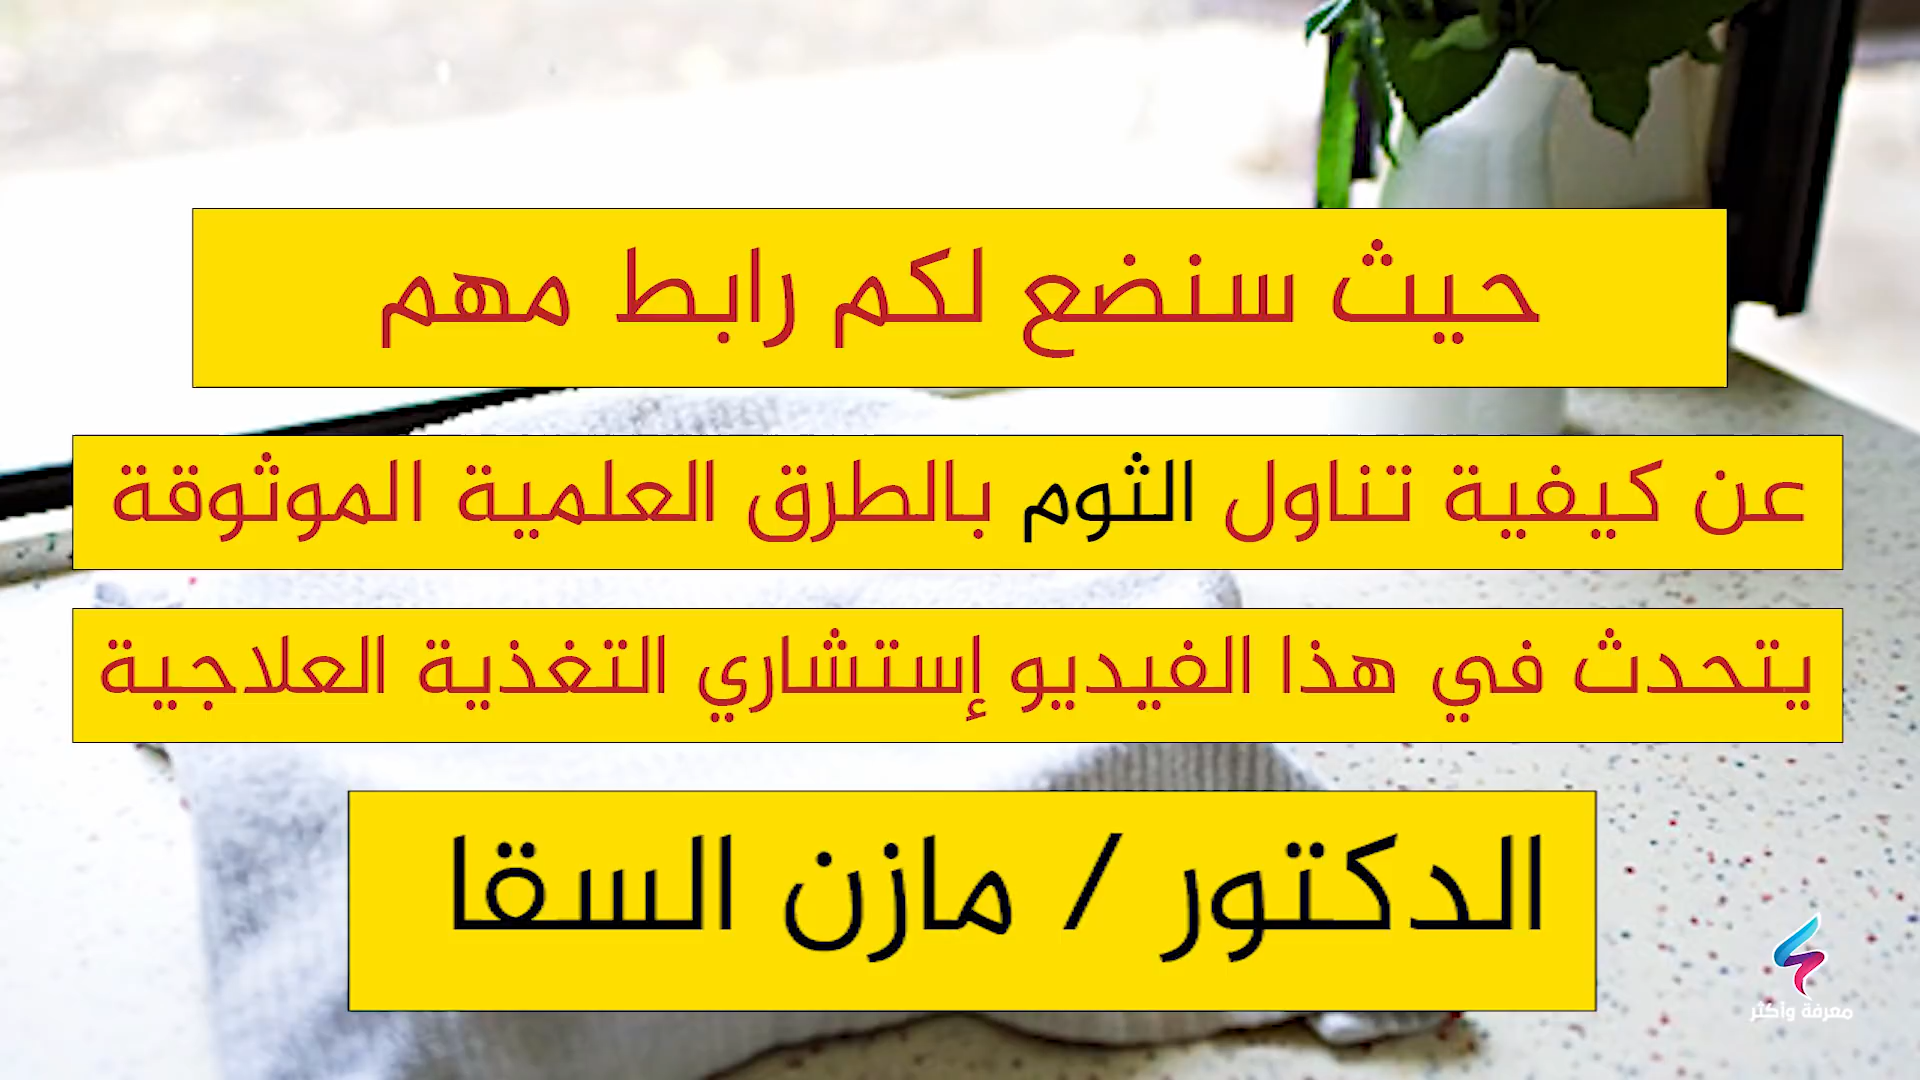 حيث سنضع لكم رابط مهم
عن كيفية تناول الثوم بالطرق العلمية الموثوقة
يتحدث في هذا الفيديو إستشاري التغذية العلاجية
الدكتور / مازن السقا
معرفة وأكثر